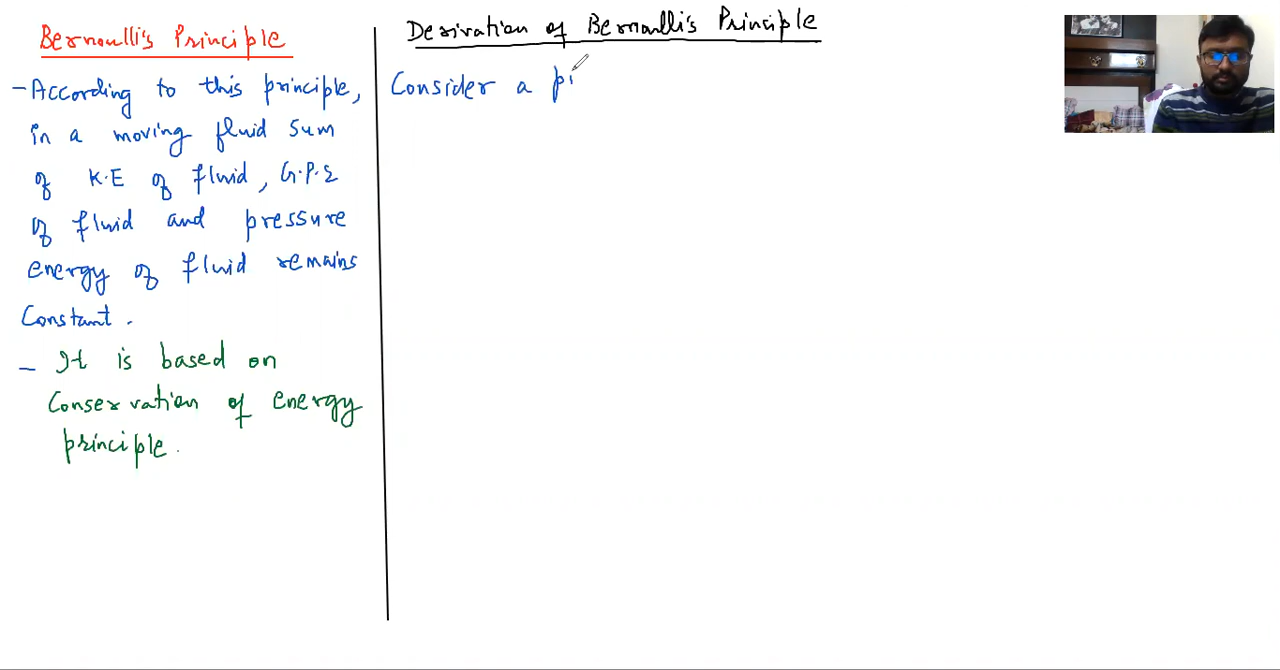 Bernoulli's Principle
- According to this principle,
in a moving fluid sum
of K.E of fluid, G.P.E
of fluid and pressure
energy of fluid remains
Constant.
- It is based on
Conservation of energy
principle.
Derivation of Bernoulli's Principle
Consider a pi